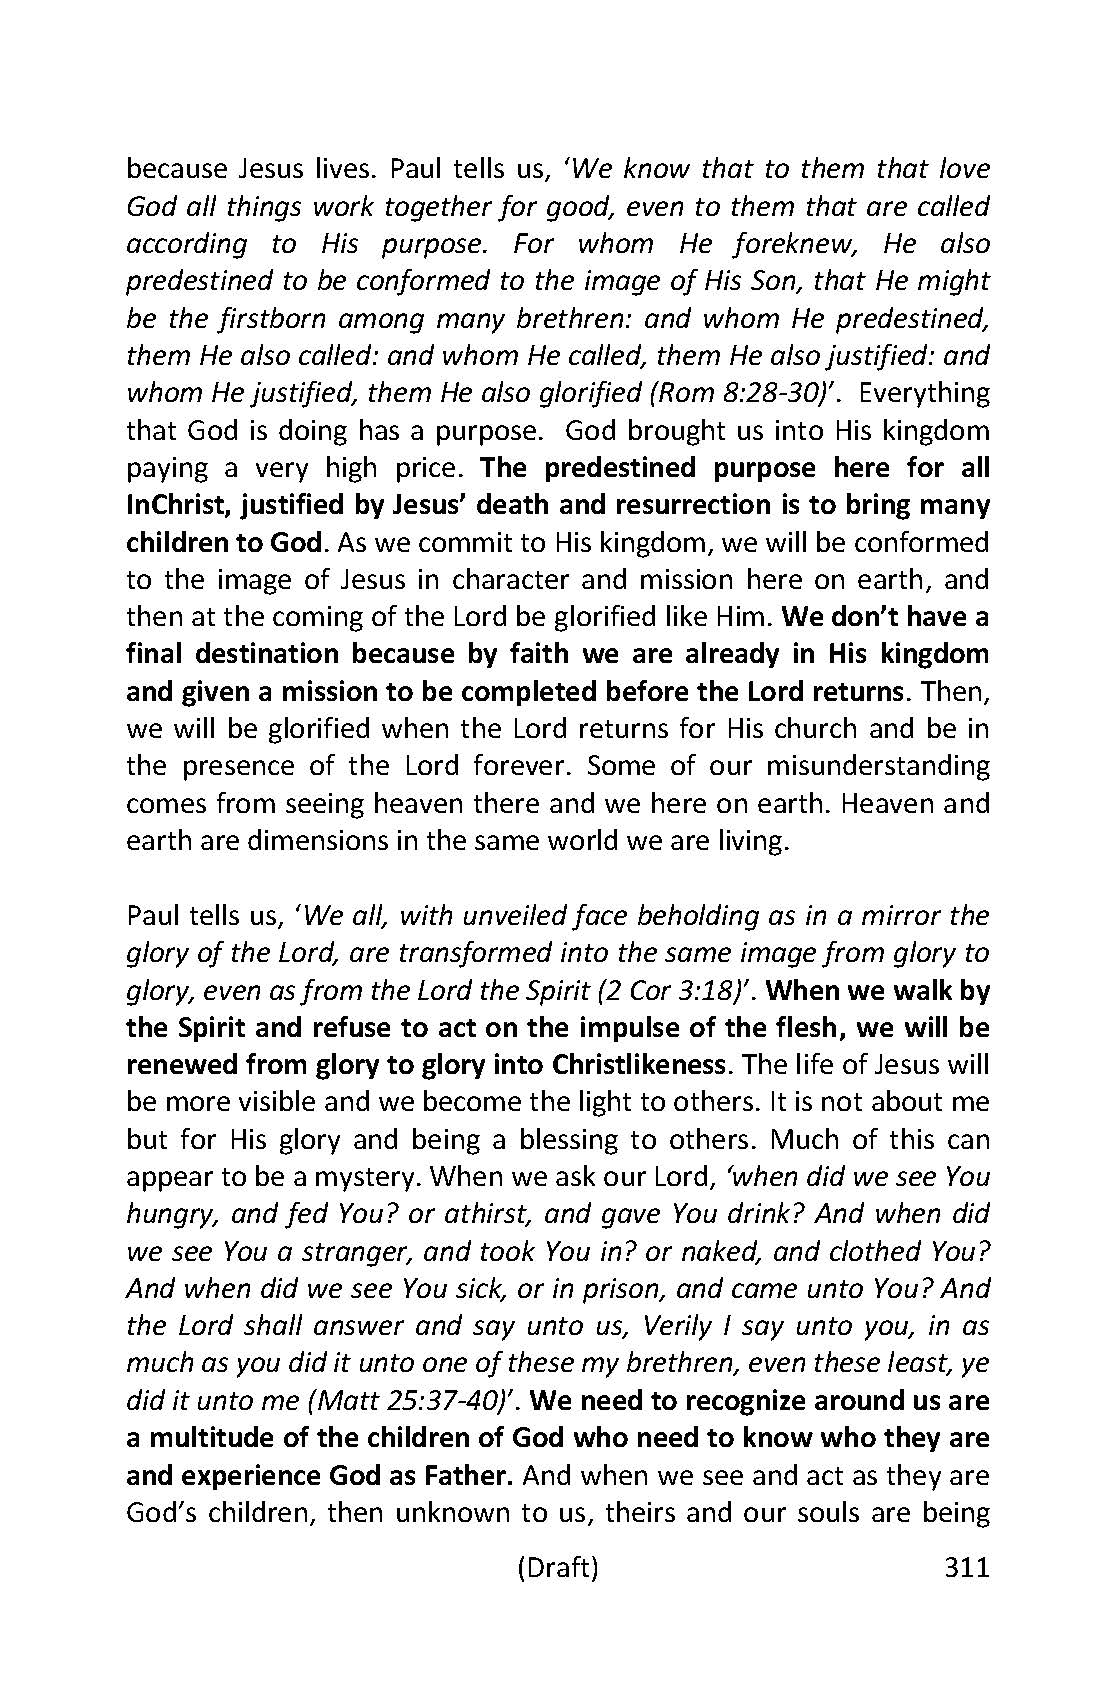 because Jesus lives. Paul tells us, ‘We know that to them that love
God all things work together for good, even to them that are called
according to His purpose. For whom He foreknew, He also
predestined to be conformed to the image of His Son, that He might
be the firstborn among many brethren: and whom He predestined,
them He also called: and whom He called, them He also justified: and
whom He justified, them He also glorified (Rom 8:28-30)’. Everything
that God is doing has a purpose. God brought us into His kingdom
paying a very high price. The predestined purpose here for all
InChrist, justified by Jesus’ death and resurrection is to bring many
children to God. As we commit to His kingdom, we will be conformed
to the image of Jesus in character and mission here on earth, and
then at the coming of the Lord be glorified like Him. We don’t have a
final destination because by faith we are already in His kingdom
and given a mission to be completed before the Lord returns. Then,
we will be glorified when the Lord returns for His church and be in
the presence of the Lord forever. Some of our misunderstanding
comes from seeing heaven there and we here on earth. Heaven and
earth are dimensions in the same world we are living.
Paul tells us, ‘We all, with unveiled face beholding as in a mirror the
glory of the Lord, are transformed into the same image from glory to
glory, even as from the Lord the Spirit (2 Cor 3:18)’. When we walk by
the Spirit and refuse to act on the impulse of the flesh, we will be
renewed from glory to glory into Christlikeness. The life of Jesus will
be more visible and we become the light to others. It is not about me
but for His glory and being a blessing to others. Much of this can
appear to be a mystery. When we ask our Lord, ‘when did we see You
hungry, and fed You? or athirst, and gave You drink? And when did
we see You a stranger, and took You in? or naked, and clothed You?
And when did we see You sick, or in prison, and came unto You? And
the Lord shall answer and say unto us, Verily I say unto you, in as
much as you did it unto one of these my brethren, even these least, ye
did it unto me (Matt 25:37-40)’. We need to recognize around us are
a multitude of the children of God who need to know who they are
and experience God as Father. And when we see and act as they are
God’s children, then unknown to us, theirs and our souls are being
(Draft) 311